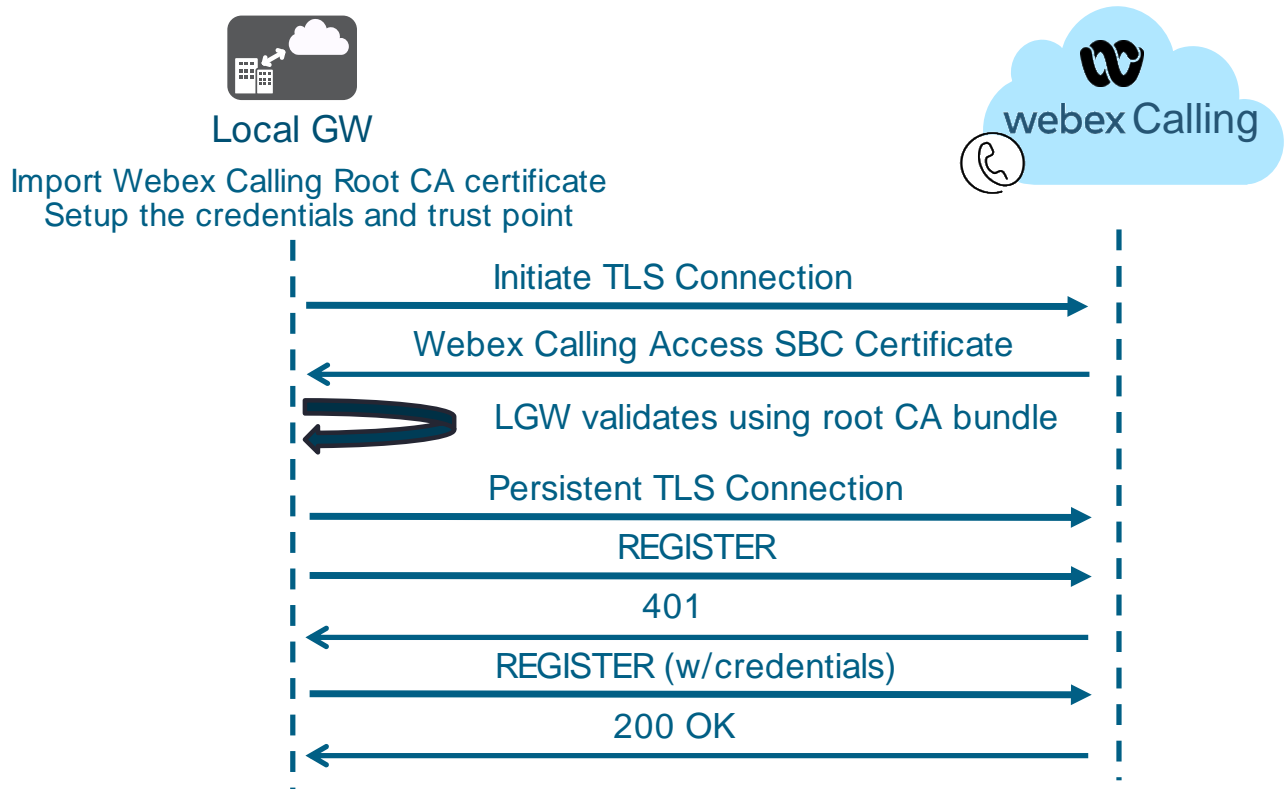 Local GW
webex Calling
Import Webex Calling Root CA certificate
Setup the credentials and trust point
Initiate TLS Connection
Webex Calling Access SBC Certificate
LGW validates using root CA bundle
Persistent TLS Connection
REGISTER
401
REGISTER (w/credentials)
200 OK